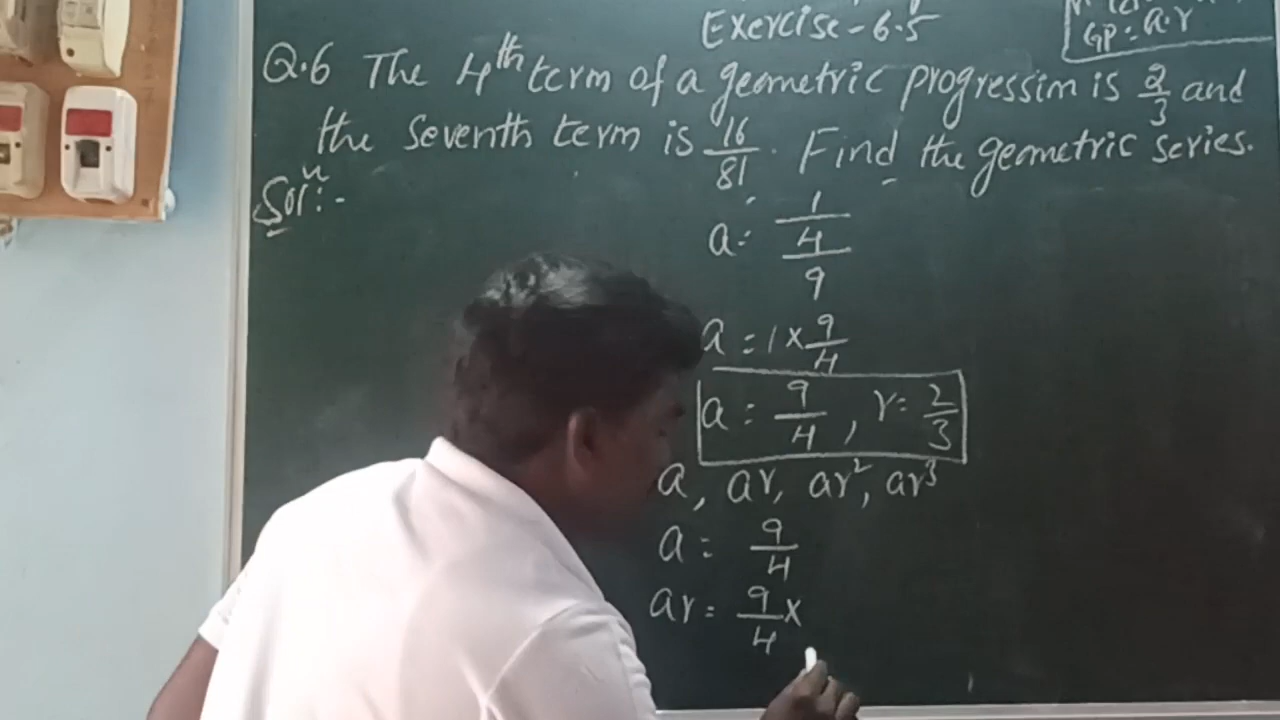 Exercise - 6.5
GP = a.r
Q.6 The 4th term of a geometric progressim is 2/3 and
the seventh term is 16/81 . Find the geometric series.
Soln:-
a = 1/(4/9)
a = 1 × 9/4
a = 9/4 , r = 2/3
a , ar, ar², ar³
a = 9/4
ar = 9/4 ×